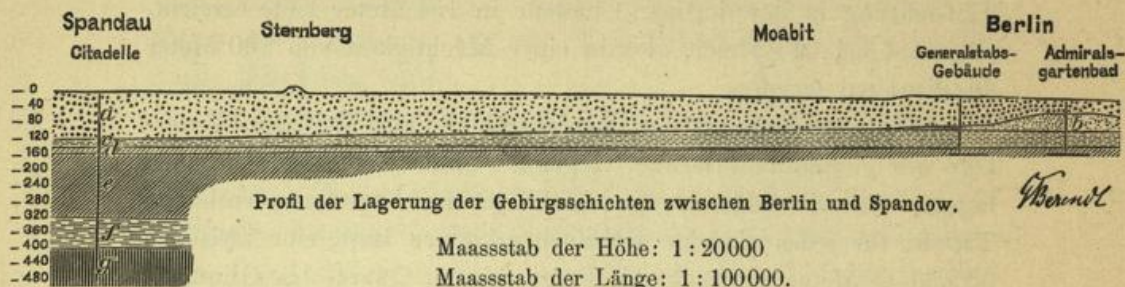 Spandau
Citadelle
Sternberg
Moabit
Berlin
Generalstabs-
Gebäude
Admirals-
gartenbad
0
40
80
120
160
200
240
280
320
360
400
440
480
a
b
c
d
e
f
g
Profil der Lagerung der Gebirgsschichten zwischen Berlin und Spandow.
GBerendt
Maassstab der Höhe: 1:20000
Maassstab der Länge: 1:100000.